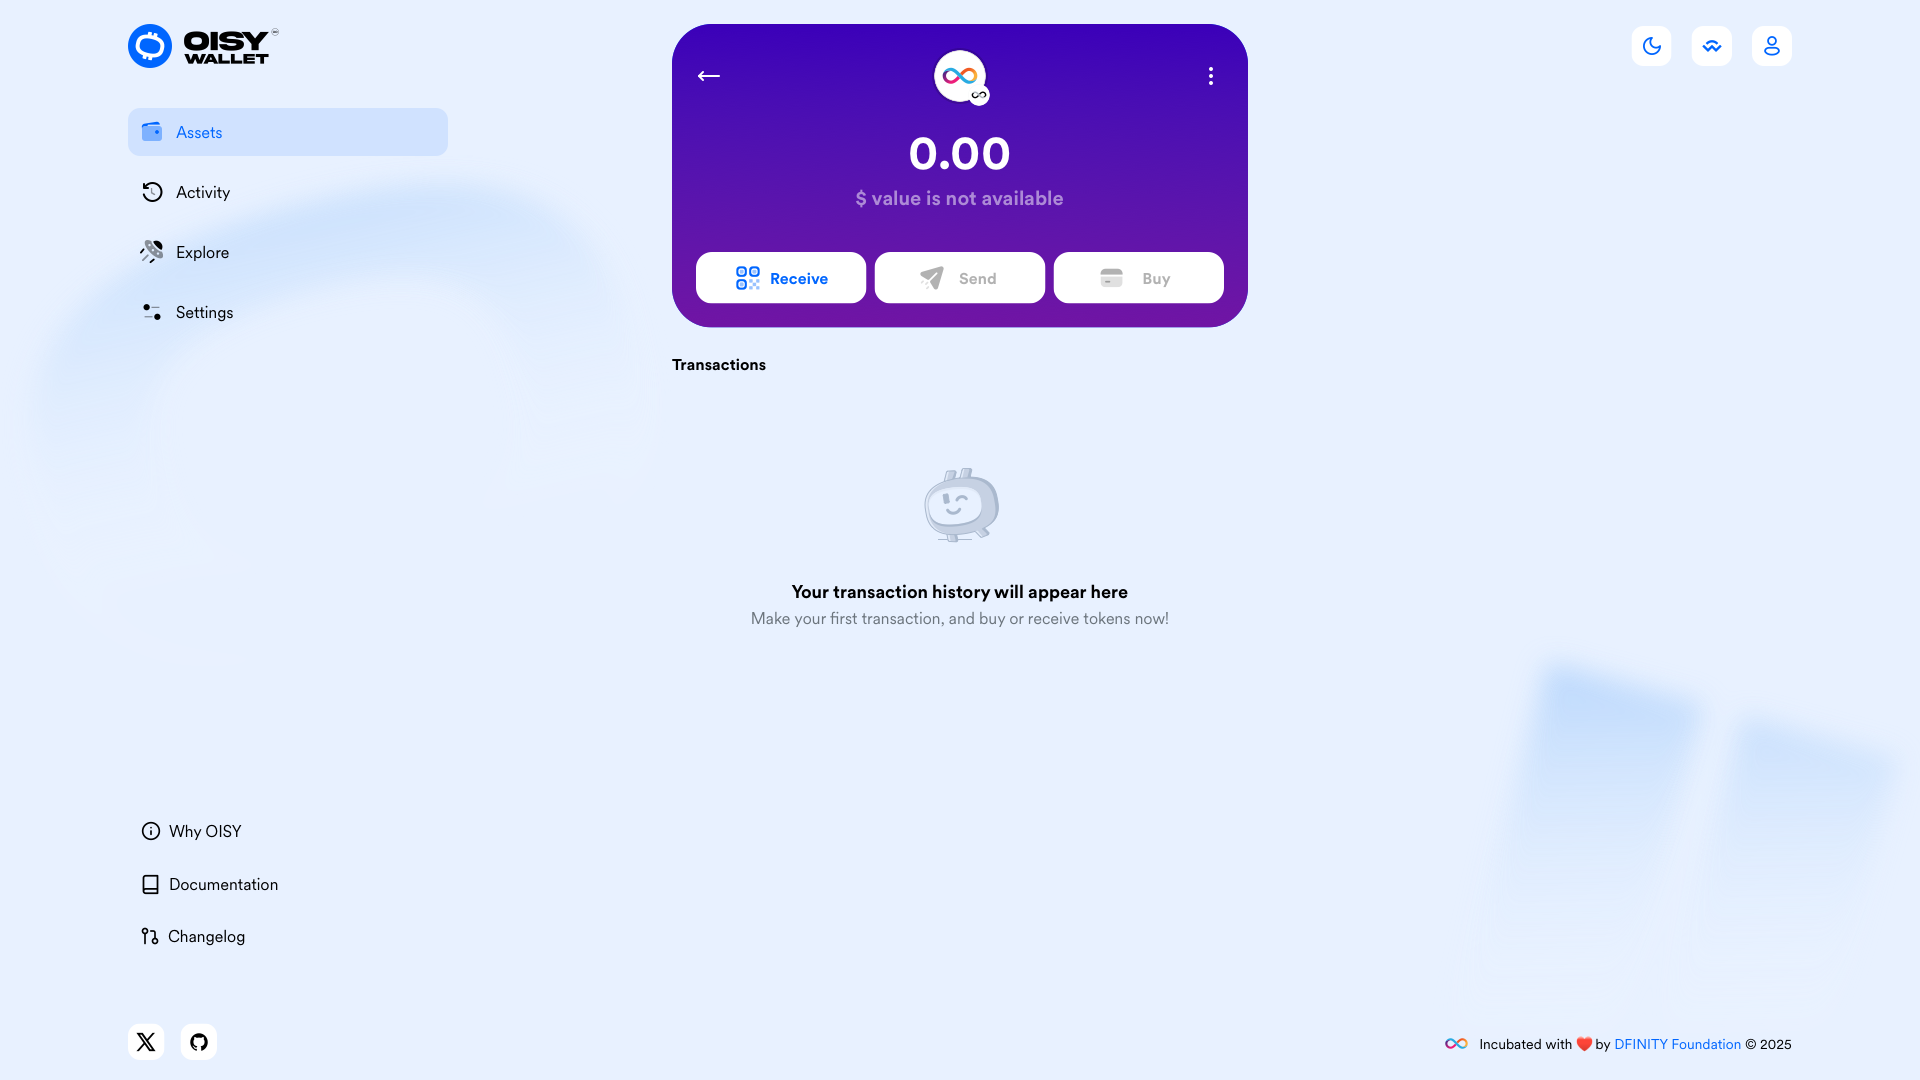 OISY
WALLET
Assets
Activity
Explore
Settings
0.00
$ value is not available
Receive
Send
Buy
Transactions
Your transaction history will appear here
Make your first transaction, and buy or receive tokens now!
Why OISY
Documentation
Changelog
Incubated with ❤️ by DFINITY Foundation © 2025